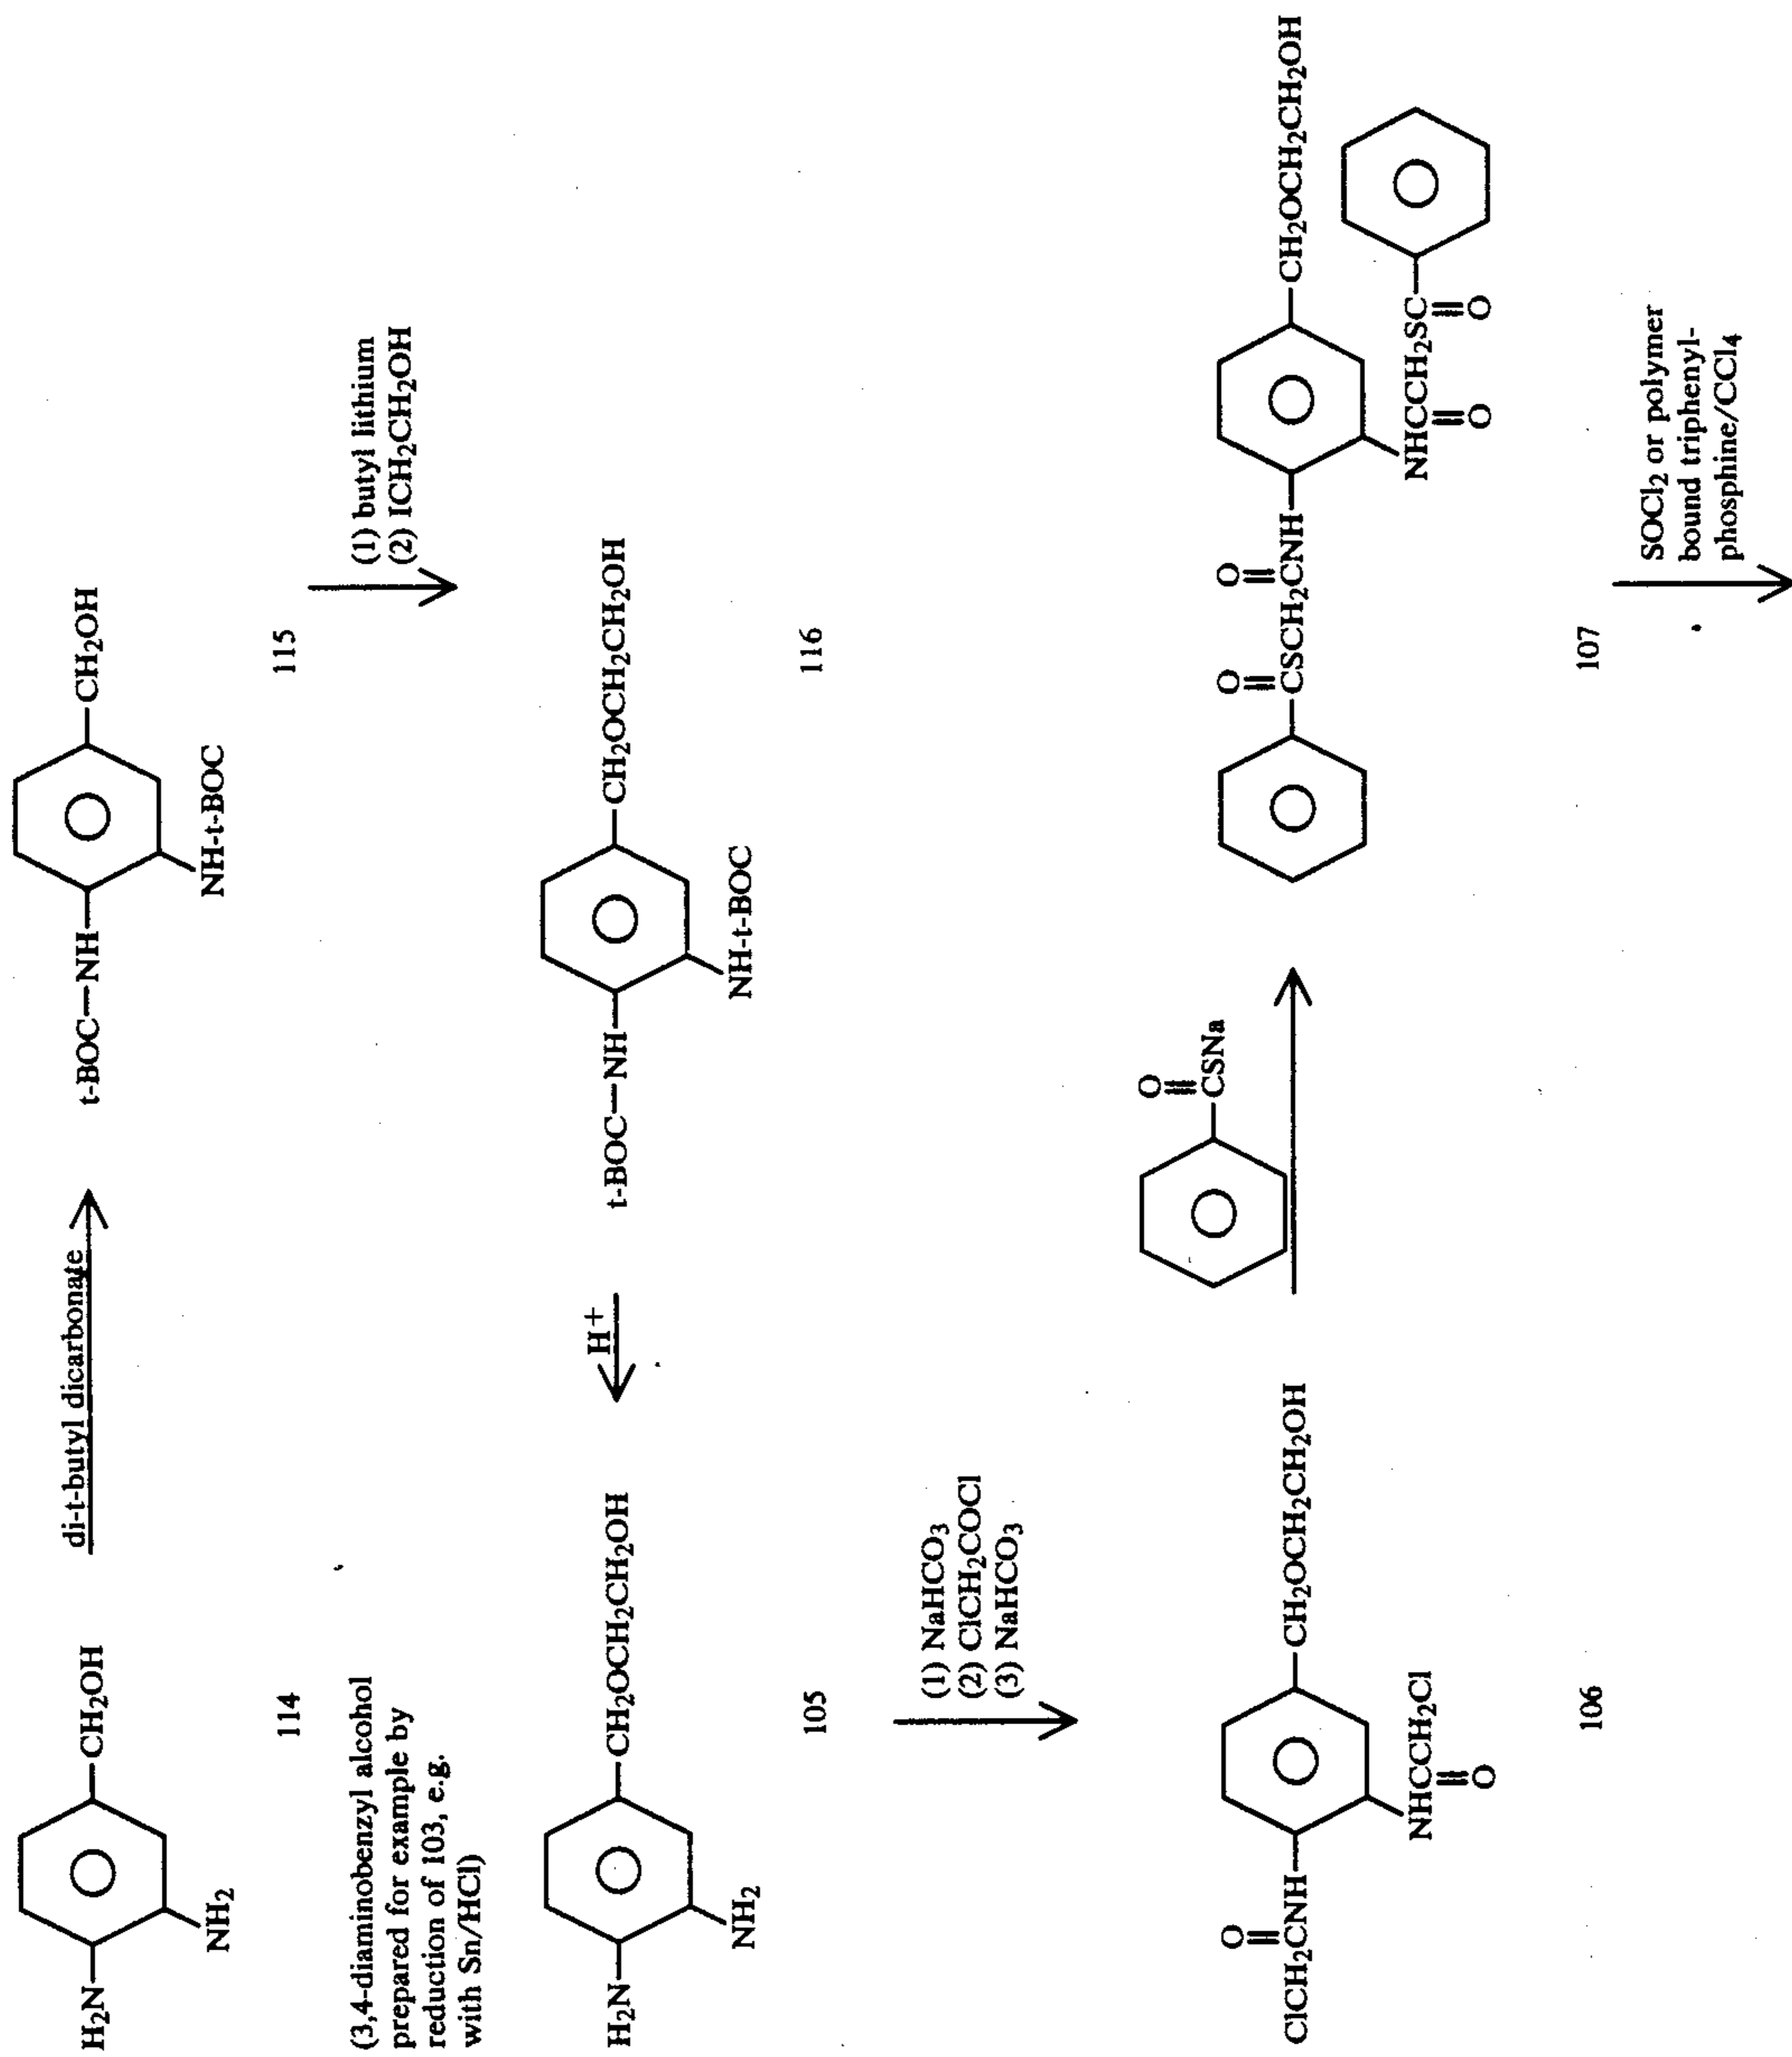 H₂N
CH₂OH
NH₂
114
di-t-butyl dicarbonate
t-BOC—NH
CH₂OH
NH-t-BOC
115
(3,4-diaminobenzyl alcohol
prepared for example by
reduction of 103, e.g.
with Sn/HCl)
(1) butyl lithium
(2) ICH₂CH₂OH
H₂N
CH₂OCH₂CH₂OH
NH₂
105
H⁺
t-BOC—NH
CH₂OCH₂CH₂OH
NH-t-BOC
116
(1) NaHCO₃
(2) ClCH₂COCl
(3) NaHCO₃
O
ClCH₂CNH
CH₂OCH₂CH₂OH
NHCCH₂Cl
O
106
O
CSNa
O
O
CSCH₂CNH
CH₂OCH₂CH₂OH
NHCCH₂SC
O
O
107
SOCl₂ or polymer
bound triphenyl-
phosphine/CCl₄